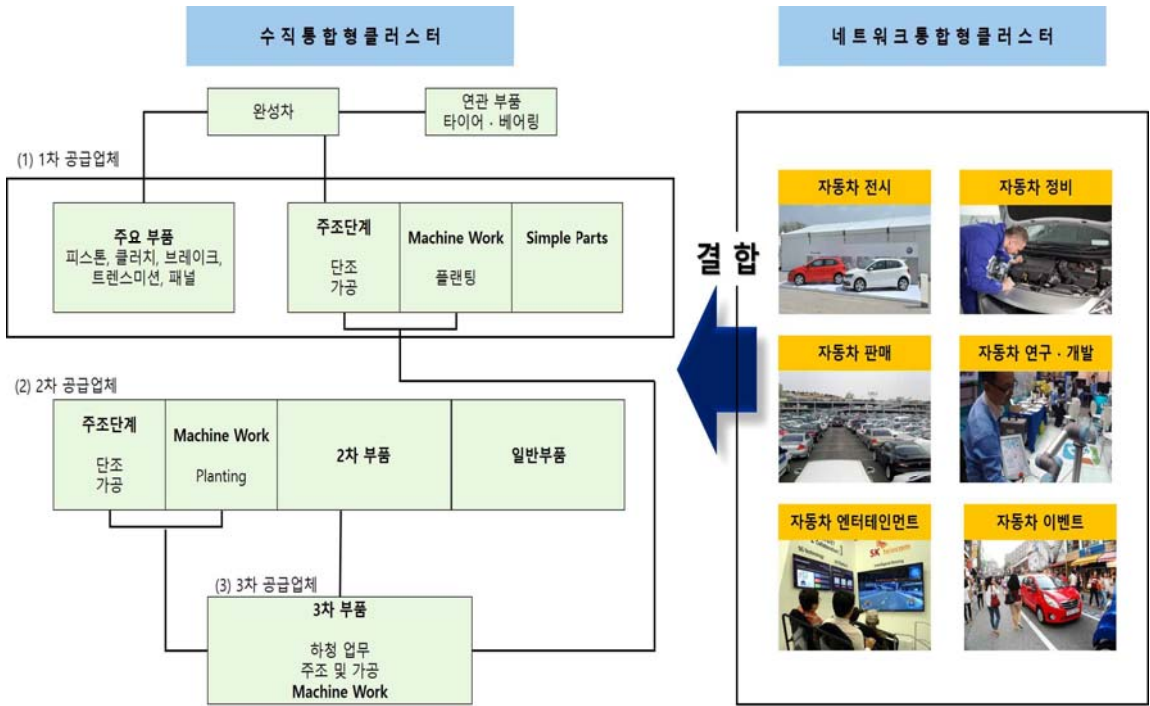 수직통합형클러스터
네트워크통합형클러스터
완성차
연관 부품
타이어 · 베어링
(1) 1차 공급업체
주요 부품
피스톤, 클러치, 브레이크,
트렌스미션, 패널
주조단계
단조
가공
Machine Work
플랜팅
Simple Parts
(2) 2차 공급업체
주조단계
단조
가공
Machine Work
Planting
2차 부품
일반부품
(3) 3차 공급업체
3차 부품
하청 업무
주조 및 가공
Machine Work
결합
자동차 전시
자동차 정비
자동차 판매
자동차 연구 · 개발
자동차 엔터테인먼트
자동차 이벤트
SK telecom